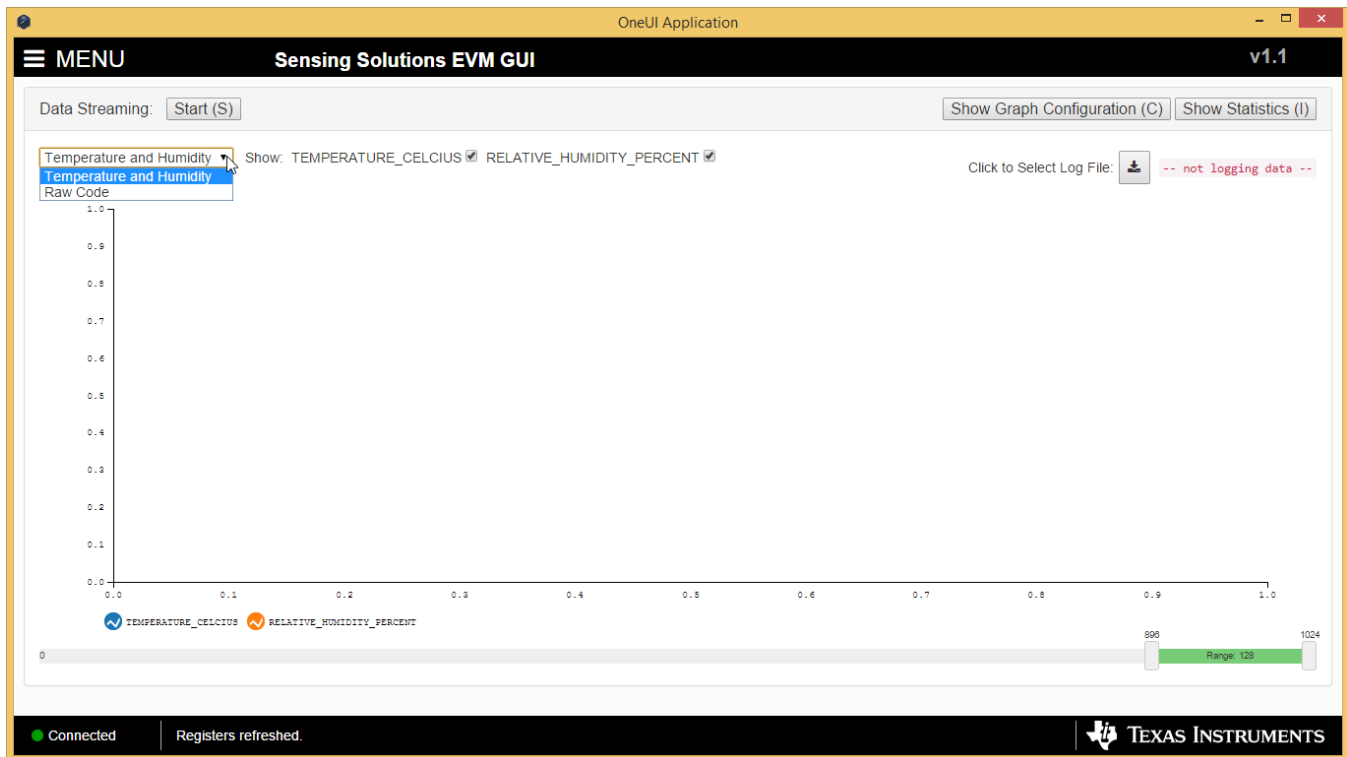 OneUI Application
MENU Sensing Solutions EVM GUI v1.1
Data Streaming: Start (S) Show Graph Configuration (C) Show Statistics (I)
Temperature and Humidity Show: TEMPERATURE_CELCIUS RELATIVE_HUMIDITY_PERCENT Click to Select Log File: -- not logging data --
Temperature and Humidity
Raw Code
1.0
0.9
0.8
0.7
0.6
0.5
0.4
0.3
0.2
0.1
0.0
0.0 0.1 0.2 0.3 0.4 0.5 0.6 0.7 0.8 0.9 1.0
TEMPERATURE_CELCIUS RELATIVE_HUMIDITY_PERCENT
896 1024
0 Range: 128
Connected Registers refreshed. TEXAS INSTRUMENTS